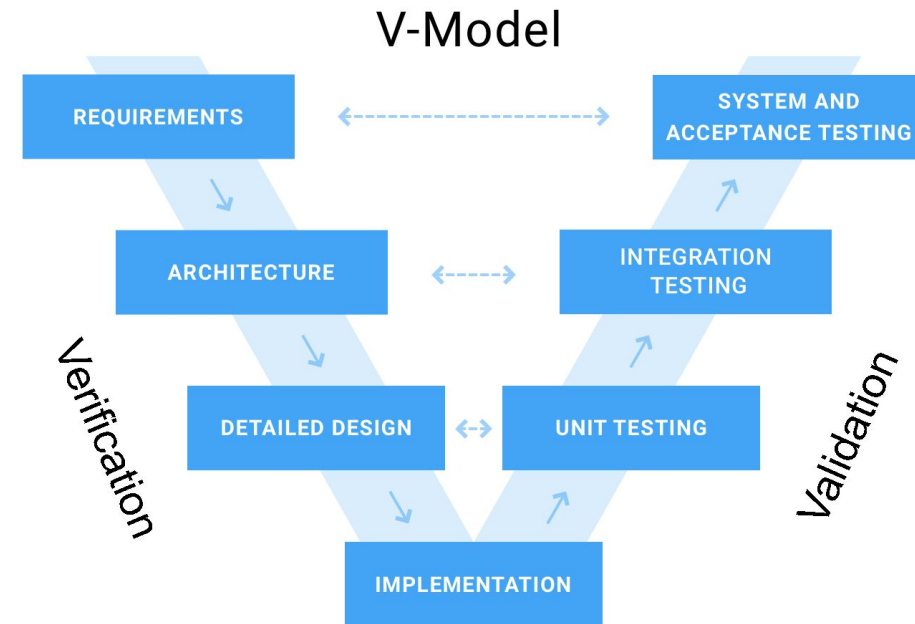 V-Model
REQUIREMENTS
SYSTEM AND
ACCEPTANCE TESTING
ARCHITECTURE
INTEGRATION
TESTING
Verification
DETAILED DESIGN
UNIT TESTING
Validation
IMPLEMENTATION